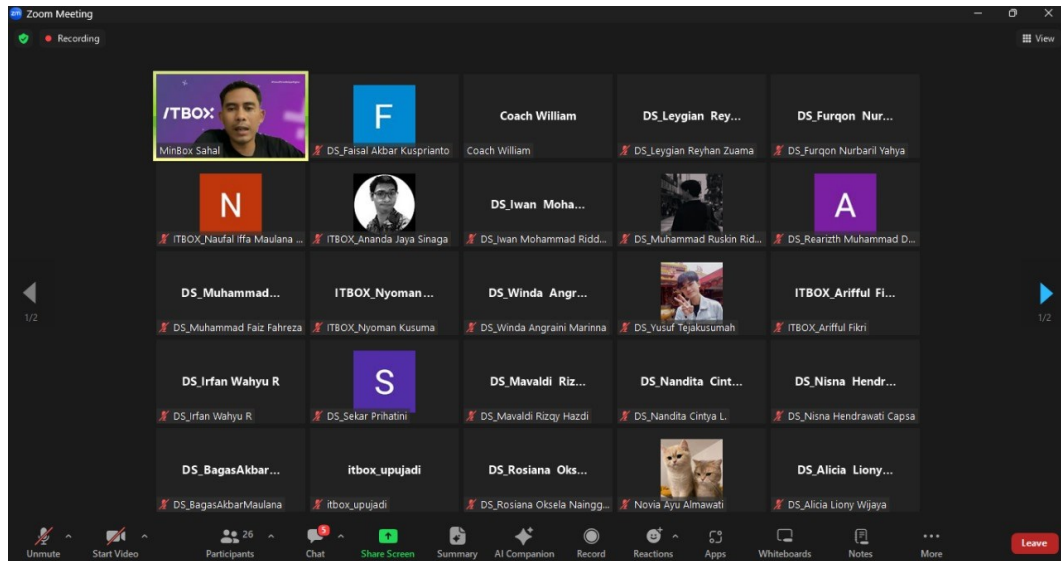 zm Zoom Meeting
Recording
View
/TBOX
MinBox Sahal
F
DS_Faisal Akbar Kusprianto
Coach William
Coach William
DS_Leygian Rey...
DS_Leygian Reyhan Zuama
DS_Furqon Nur...
DS_Furqon Nurbaril Yahya
N
ITBOX_Naufal Iffa Maulana ...
ITBOX_Ananda Jaya Sinaga
DS_Iwan Moha...
DS_Iwan Mohammad Ridd...
DS_Muhammad Ruskin Rid...
A
DS_Rearizth Muhammad D...
1/2
DS_Muhammad...
DS_Muhammad Faiz Fahreza
ITBOX_Nyoman...
ITBOX_Nyoman Kusuma
DS_Winda Angr...
DS_Winda Angraini Marinna
DS_Yusuf Tejakusumah
ITBOX_Arifful Fi...
ITBOX_Arifful Fikri
1/2
DS_Irfan Wahyu R
DS_Irfan Wahyu R
S
DS_Sekar Prihatini
DS_Mavaldi Riz...
DS_Mavaldi Rizqy Hazdi
DS_Nandita Cint...
DS_Nandita Cintya L.
DS_Nisna Hendr...
DS_Nisna Hendrawati Capsa
DS_BagasAkbar...
DS_BagasAkbarMaulana
itbox_upujadi
itbox_upujadi
DS_Rosiana Oks...
DS_Rosiana Oksela Naingg...
Novia Ayu Almawati
DS_Alicia Liony...
DS_Alicia Liony Wijaya
Unmute
Start Video
26
Participants
5
Chat
Share Screen
Summary
AI Companion
Record
Reactions
Apps
Whiteboards
Notes
More
Leave